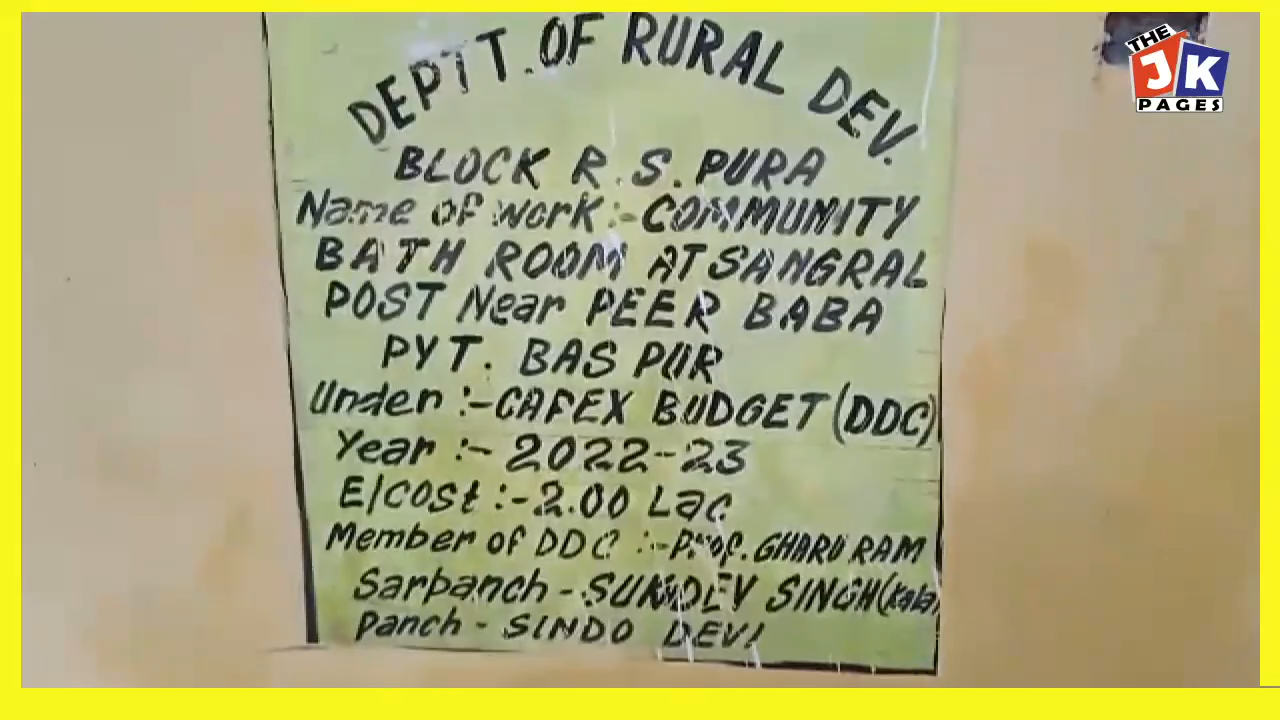 THE
JK
PAGES
DEPTT. OF RURAL DEV.
BLOCK R.S. PURA
Name of work :- COMMUNITY
BATH ROOM AT SANGRAL
POST Near PEER BABA
PYT. BAS PUR
Under :- CAPEX BUDGET (DDC)
Year :- 2022-23
E/cost :- 2.00 Lac
Member of DDC :- Prof. GHARU RAM
Sarpanch - SUKHDEV SINGH (Kala)
Panch - SINDO DEVI